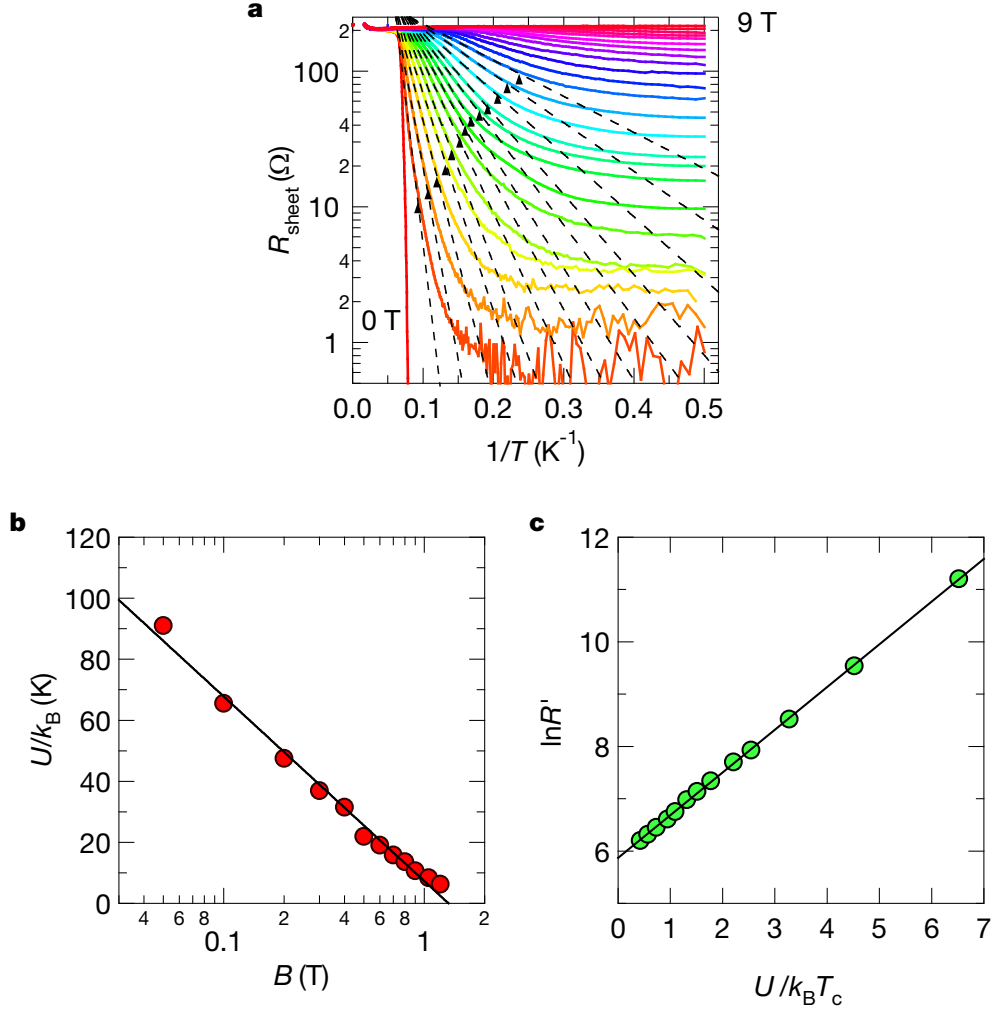 a
9 T
2
100
4
2
10
4
2
1
R_sheet (Ω)
0 T
0.0 0.1 0.2 0.3 0.4 0.5
1/T (K⁻¹)
b
120
100
80
60
40
20
0
U/k_B (K)
4 6 8 2 4 6 8 2
0.1 1
B (T)
c
12
10
8
6
lnR'
0 1 2 3 4 5 6 7
U/k_BT_c